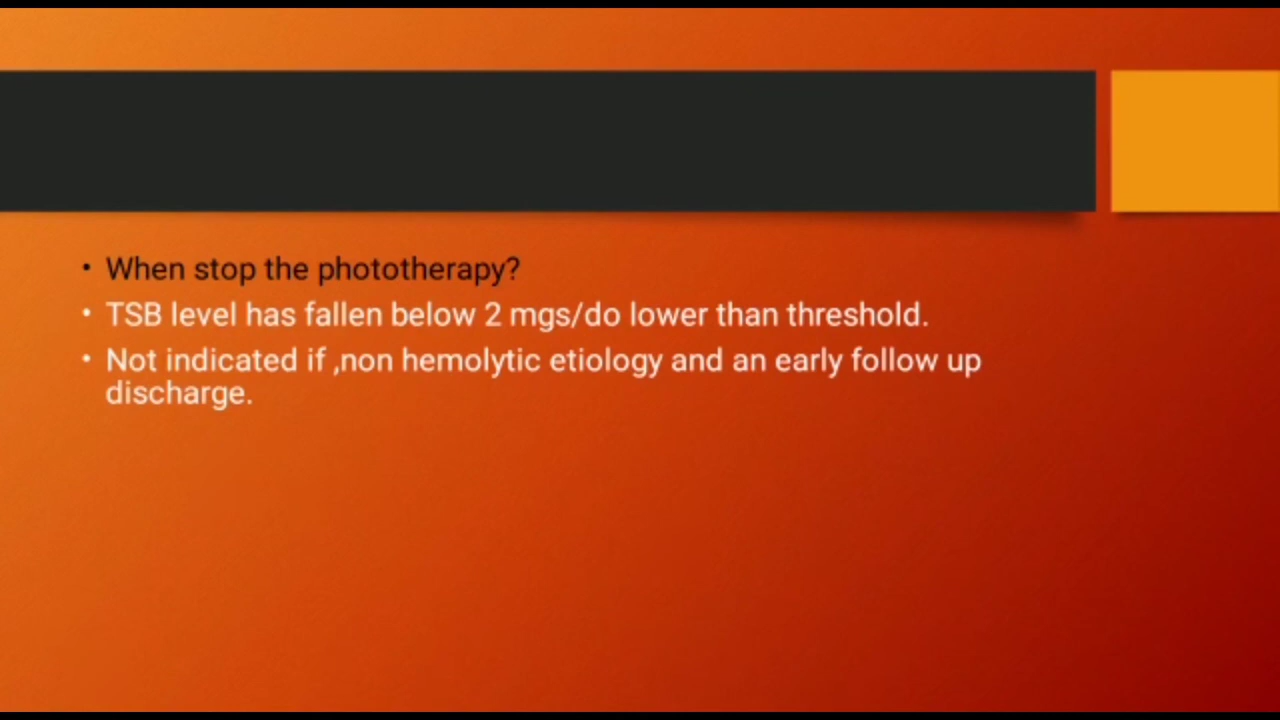 • When stop the phototherapy?
• TSB level has fallen below 2 mgs/do lower than threshold.
• Not indicated if ,non hemolytic etiology and an early follow up
discharge.